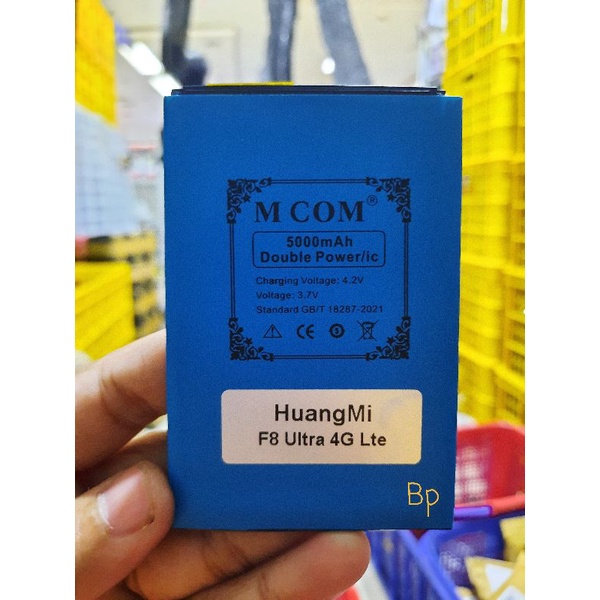 M COM®
5000mAh
Double Power/ic
Charging Voltage: 4.2V
Voltage: 3.7V
Standard GB/T 18287-2021
CE
HuangMi
F8 Ultra 4G Lte
Bp